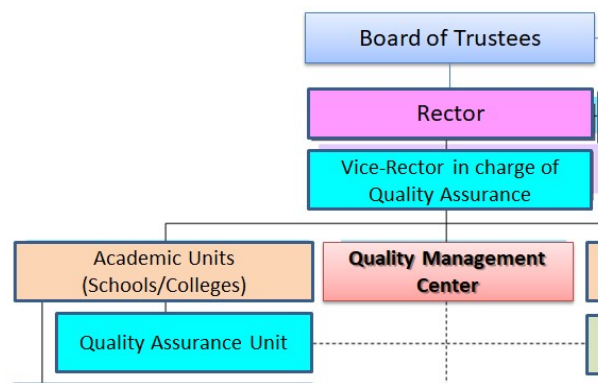 Board of Trustees
Rector
Vice-Rector in charge of
Quality Assurance
Academic Units
(Schools/Colleges)
Quality Management
Center
Quality Assurance Unit